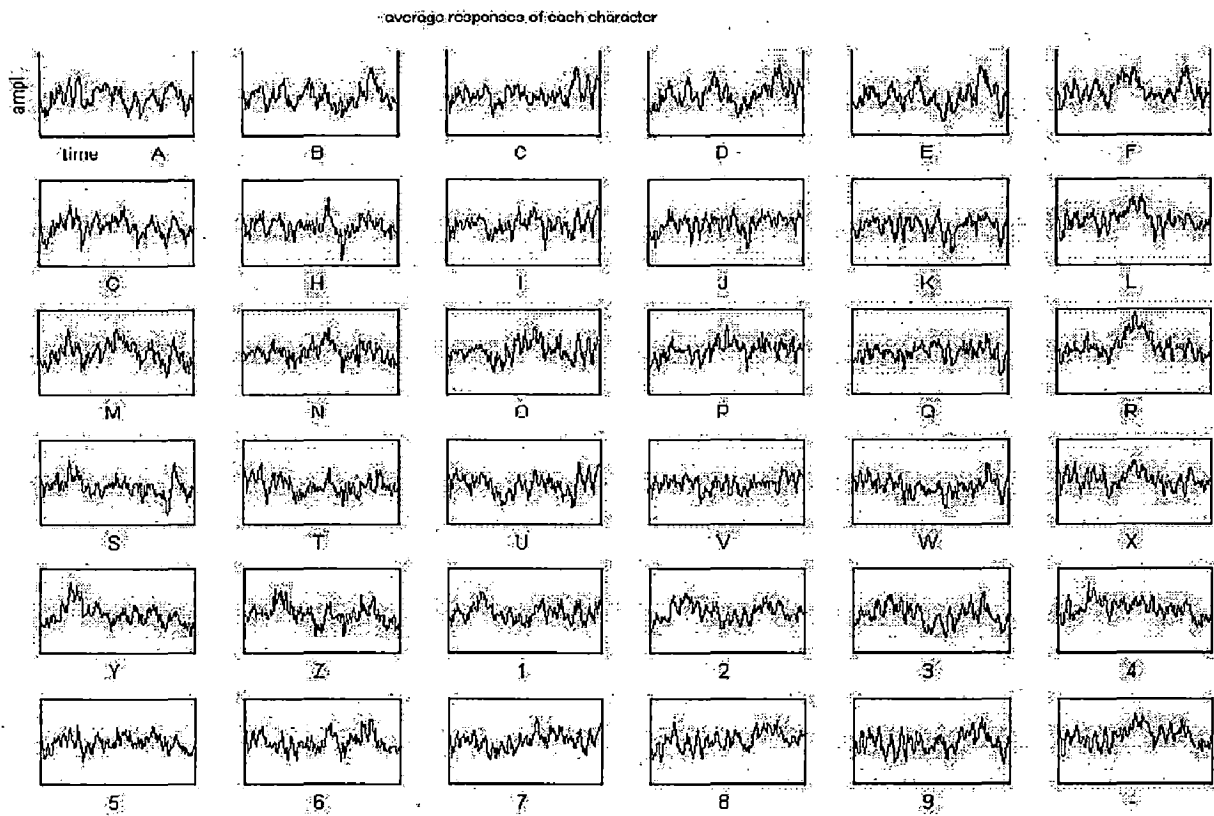 average responses of each character
ampl
time A B C D E F
G H I J K L
M N O P Q R
S T U V W X
Y Z 1 2 3 4
5 6 7 8 9 -